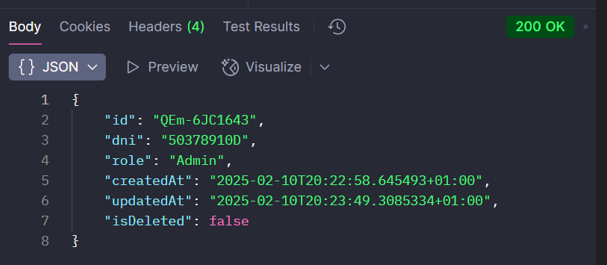 Body Cookies Headers (4) Test Results 200 OK
{} JSON Preview Visualize
1 {
2 "id": "QEm-6JC1643",
3 "dni": "50378910D",
4 "role": "Admin",
5 "createdAt": "2025-02-10T20:22:58.645493+01:00",
6 "updatedAt": "2025-02-10T20:23:49.3085334+01:00",
7 "isDeleted": false
8 }